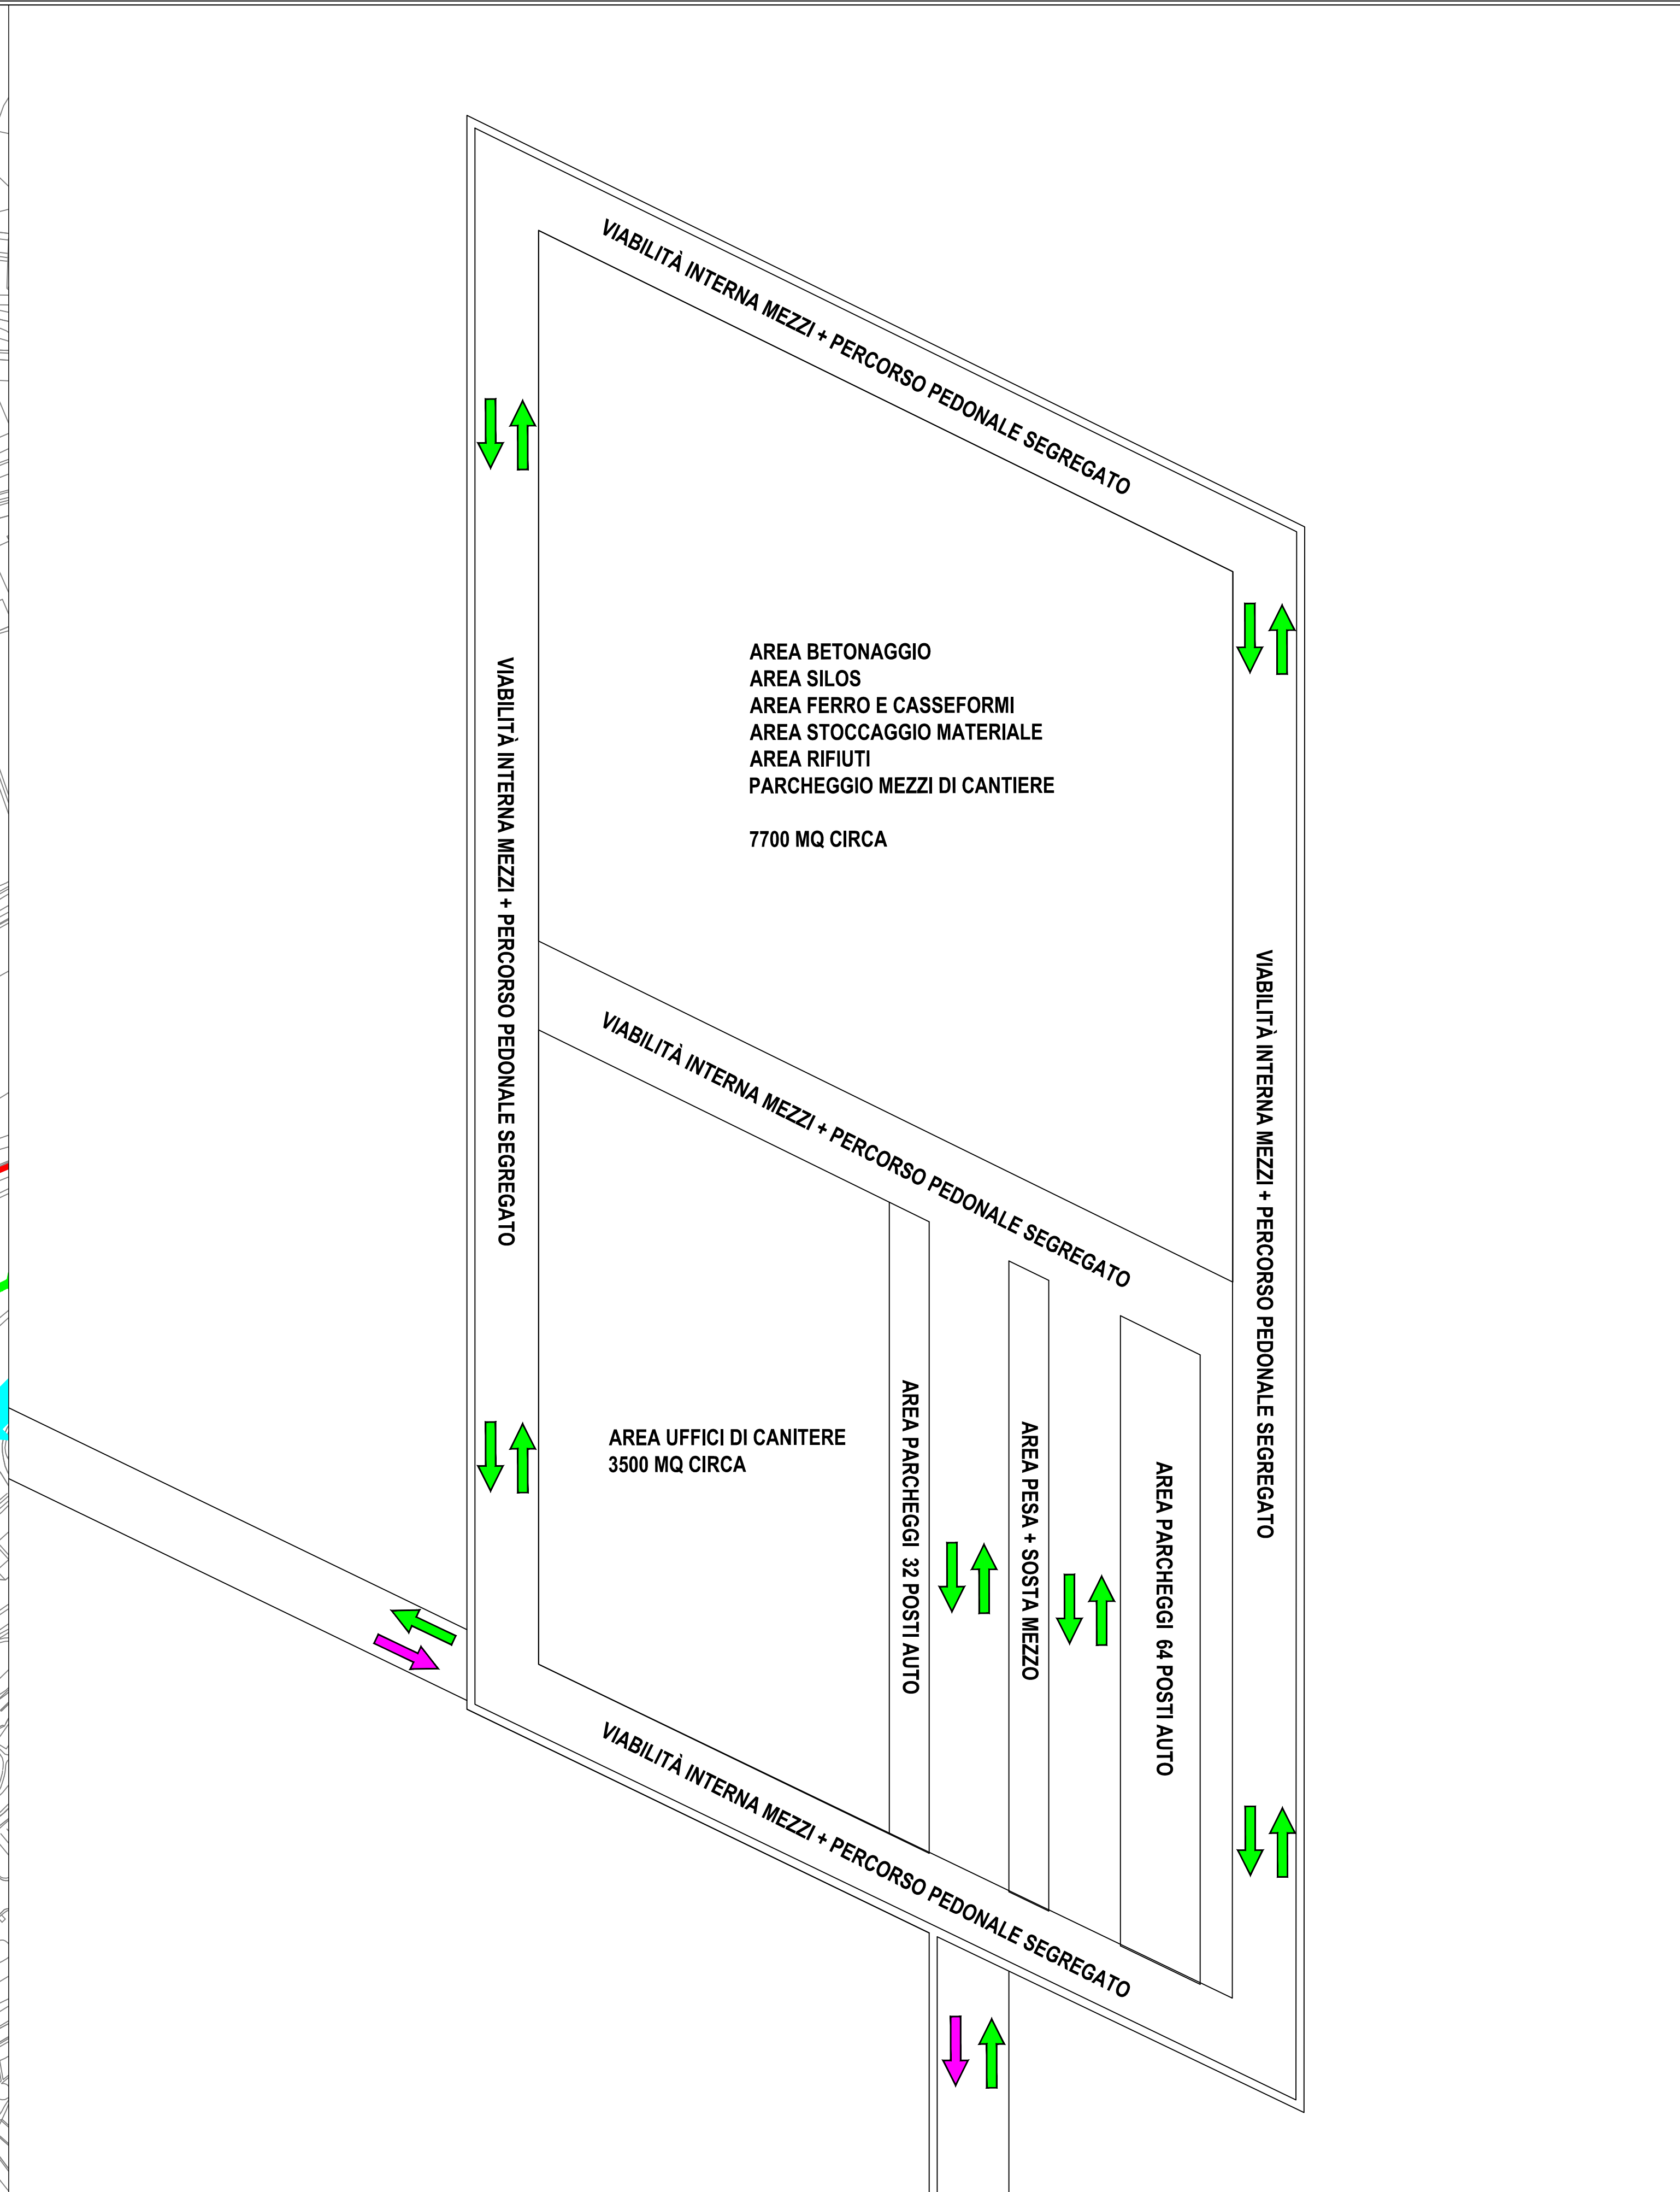 VIABILITÀ INTERNA MEZZI + PERCORSO PEDONALE SEGREGATO
VIABILITÀ INTERNA MEZZI + PERCORSO PEDONALE SEGREGATO
AREA BETONAGGIO
AREA SILOS
AREA FERRO E CASSEFORMI
AREA STOCCAGGIO MATERIALE
AREA RIFIUTI
PARCHEGGIO MEZZI DI CANTIERE
7700 MQ CIRCA
VIABILITÀ INTERNA MEZZI + PERCORSO PEDONALE SEGREGATO
VIABILITÀ INTERNA MEZZI + PERCORSO PEDONALE SEGREGATO
AREA UFFICI DI CANITERE
3500 MQ CIRCA
AREA PARCHEGGI 32 POSTI AUTO
AREA PESA + SOSTA MEZZO
AREA PARCHEGGI 64 POSTI AUTO
VIABILITÀ INTERNA MEZZI + PERCORSO PEDONALE SEGREGATO